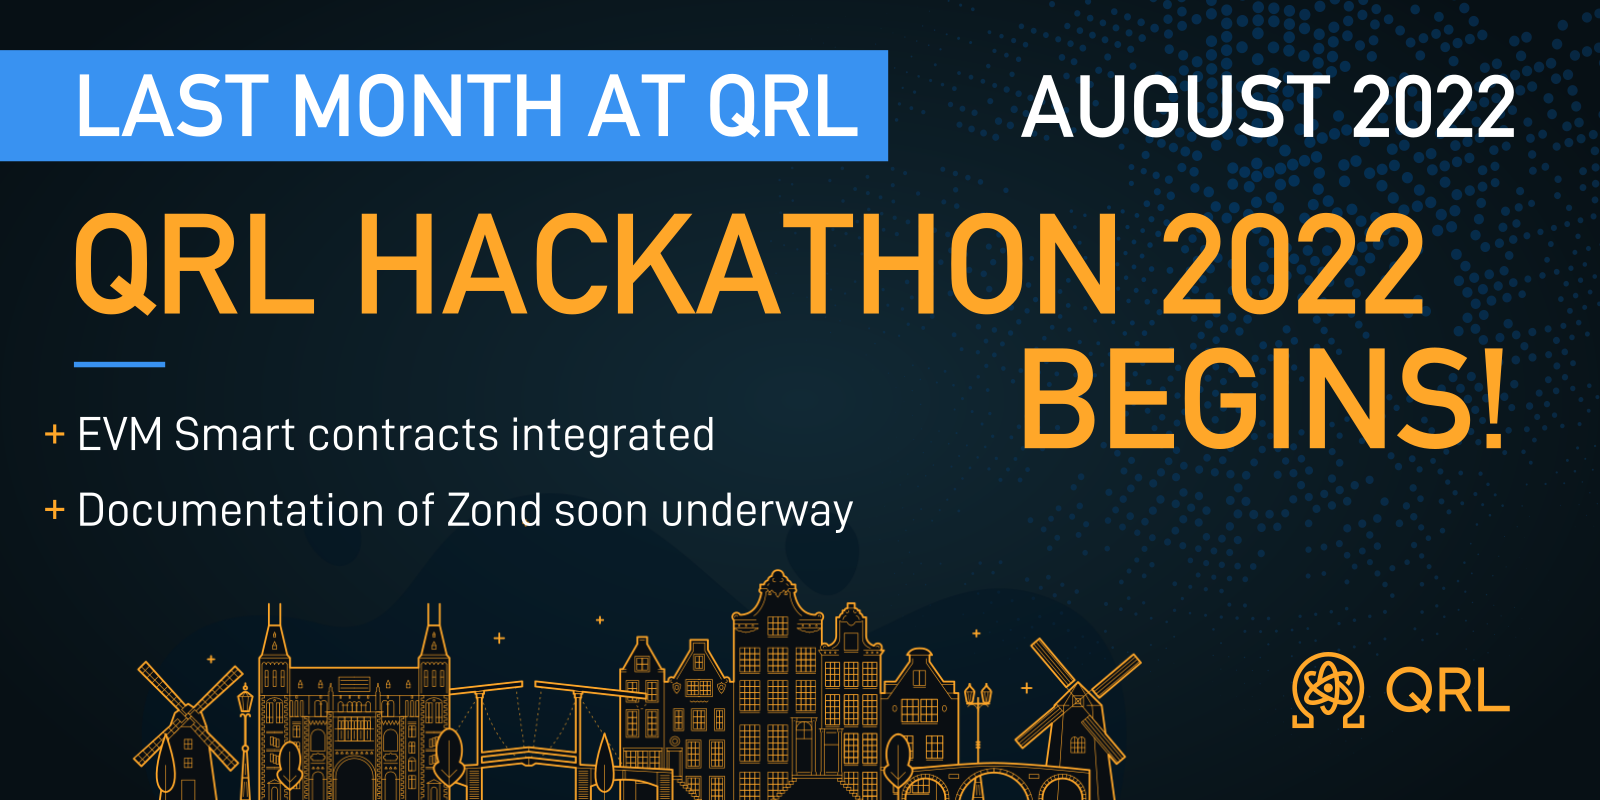 LAST MONTH AT QRL
AUGUST 2022
QRL HACKATHON 2022
BEGINS!
+ EVM Smart contracts integrated
+ Documentation of Zond soon underway
QRL